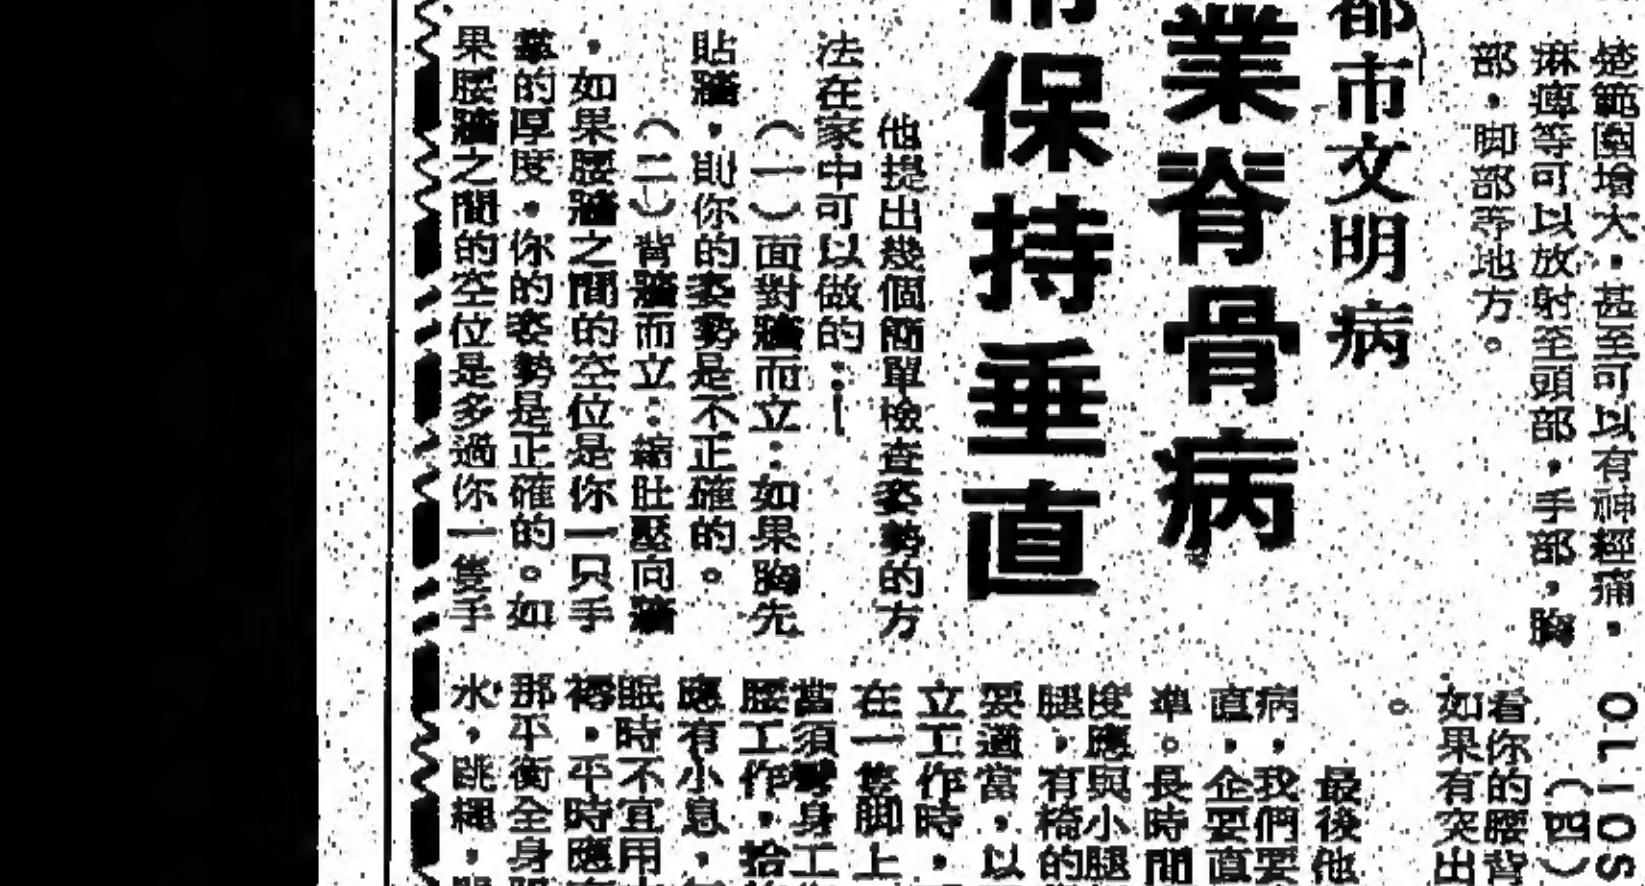 楚範圍增大，甚至可以有神經痛，
麻痺等可以放射至頭部，手部，胸
部，脚部等地方。
都市文明病
業脊骨病
保持垂直
他提出幾個簡單檢查姿勢的方
法在家中可以做的：—
（一）面對牆而立：如果胸先
貼牆，則你的姿勢是不正確的。
（二）背牆而立：縮肚壓向牆
，如果腰牆之間的空位是你一只手
掌的厚度，你的姿勢是正確的。如
果腰牆之間的空位是多過你一隻手
OLIOS
（四）
看你的腰背
如果有突出
。
最後他
病，我們要
直，企要直
準。長時間
度應與小腿
腿，有椅的
要適當，以
立工作時，
在一隻脚上
當須彎身工
腰工作，拾
應有小息，
眠時不宜用
褥，平時應
那平衡全身
水，跳繩，